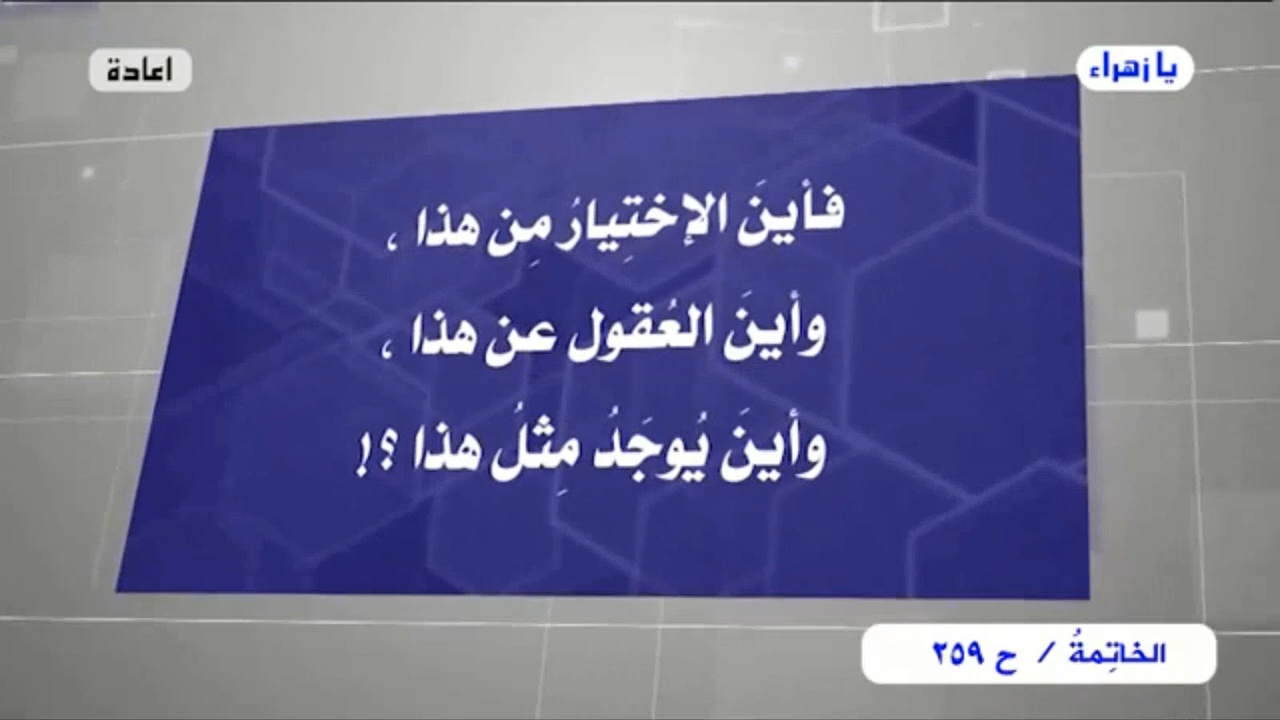 يا زهراء
اعادة
فأينَ الإختِيارُ مِن هذا ،
وأينَ العُقول عن هذا ،
وأينَ يُوجَدُ مِثلُ هذا ؟!
الخاتِمةُ / ح ٢٥٩